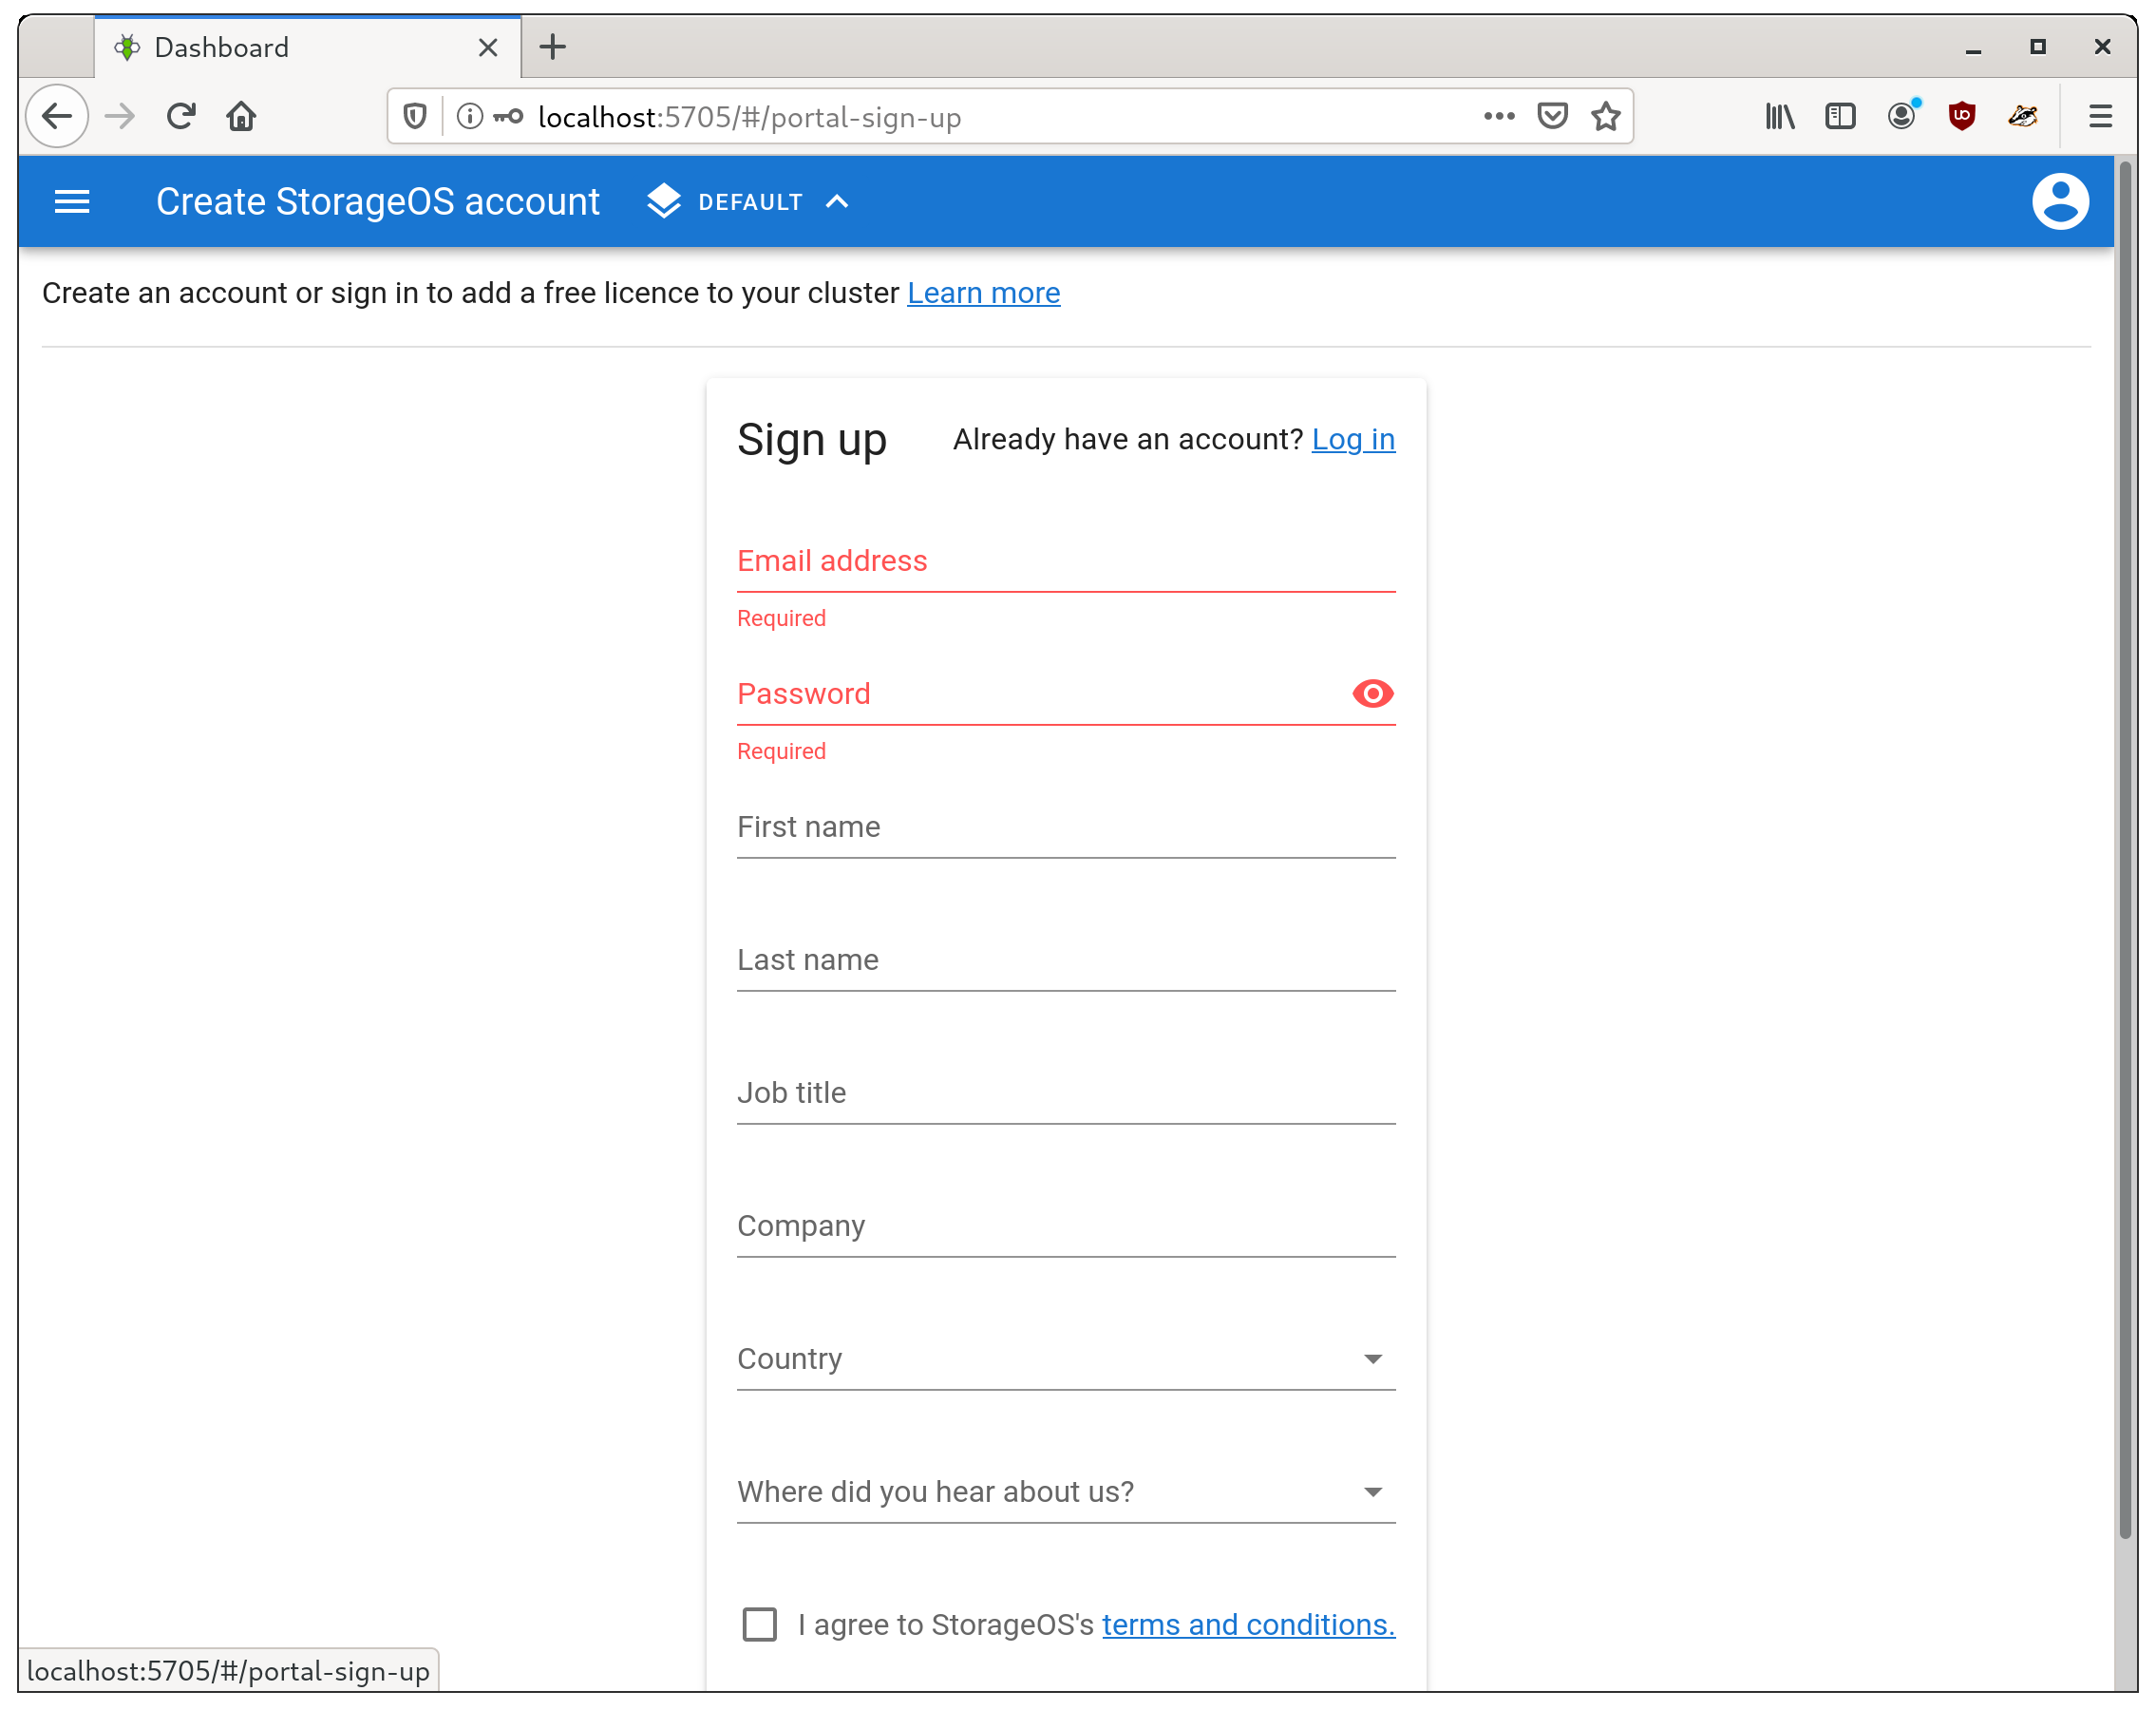 Dashboard
localhost:5705/#/portal-sign-up
Create StorageOS account DEFAULT
Create an account or sign in to add a free licence to your cluster Learn more
Sign up Already have an account? Log in
Email address
Required
Password
Required
First name
Last name
Job title
Company
Country
Where did you hear about us?
I agree to StorageOS's terms and conditions.
localhost:5705/#/portal-sign-up